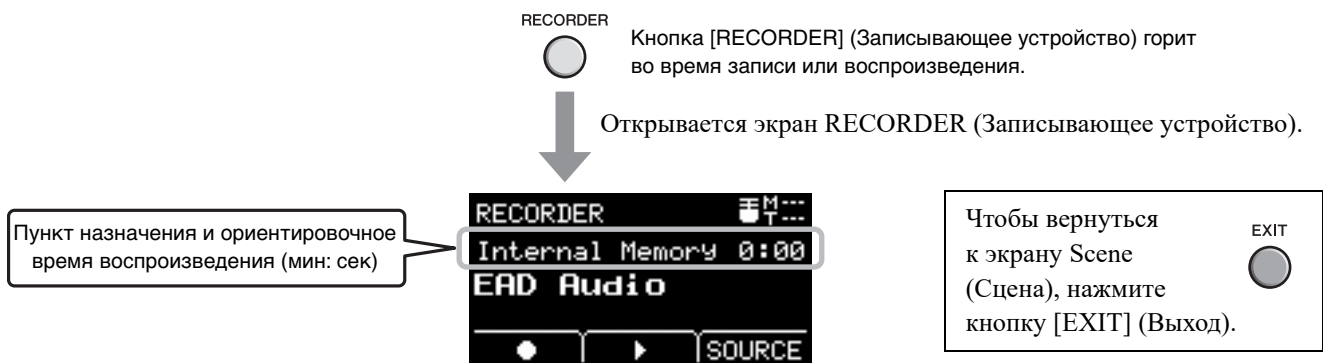 RECORDER
Кнопка [RECORDER] (Записывающее устройство) горит
во время записи или воспроизведения.
Открывается экран RECORDER (Записывающее устройство).
Пункт назначения и ориентировочное
время воспроизведения (мин: сек)
RECORDER M---
T---
Internal Memory 0:00
EAD Audio
SOURCE
Чтобы вернуться
к экрану Scene
(Сцена), нажмите
кнопку [EXIT] (Выход).
EXIT